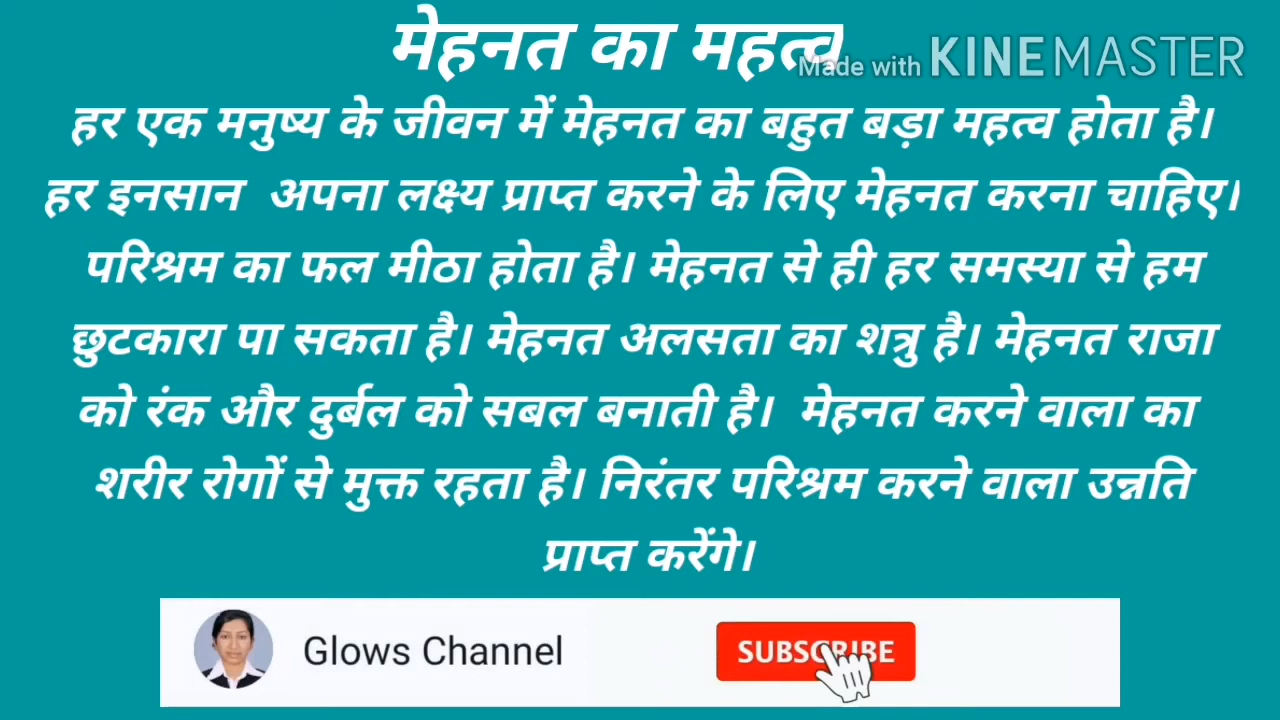 मेहनत का महत्व
Made with KINEMASTER
हर एक मनुष्य के जीवन में मेहनत का बहुत बड़ा महत्व होता है।
हर इनसान अपना लक्ष्य प्राप्त करने के लिए मेहनत करना चाहिए।
परिश्रम का फल मीठा होता है। मेहनत से ही हर समस्या से हम
छुटकारा पा सकता है। मेहनत अलसता का शत्रु है। मेहनत राजा
को रंक और दुर्बल को सबल बनाती है। मेहनत करने वाला का
शरीर रोगों से मुक्त रहता है। निरंतर परिश्रम करने वाला उन्नति
प्राप्त करेंगे।
Glows Channel
SUBSCRIBE